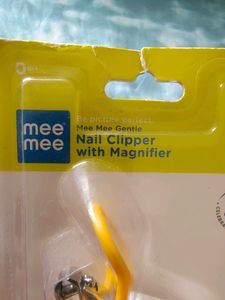 mee
mee
Be picture perfect.
Mee Mee Gentle
Nail Clipper
with Magnifier